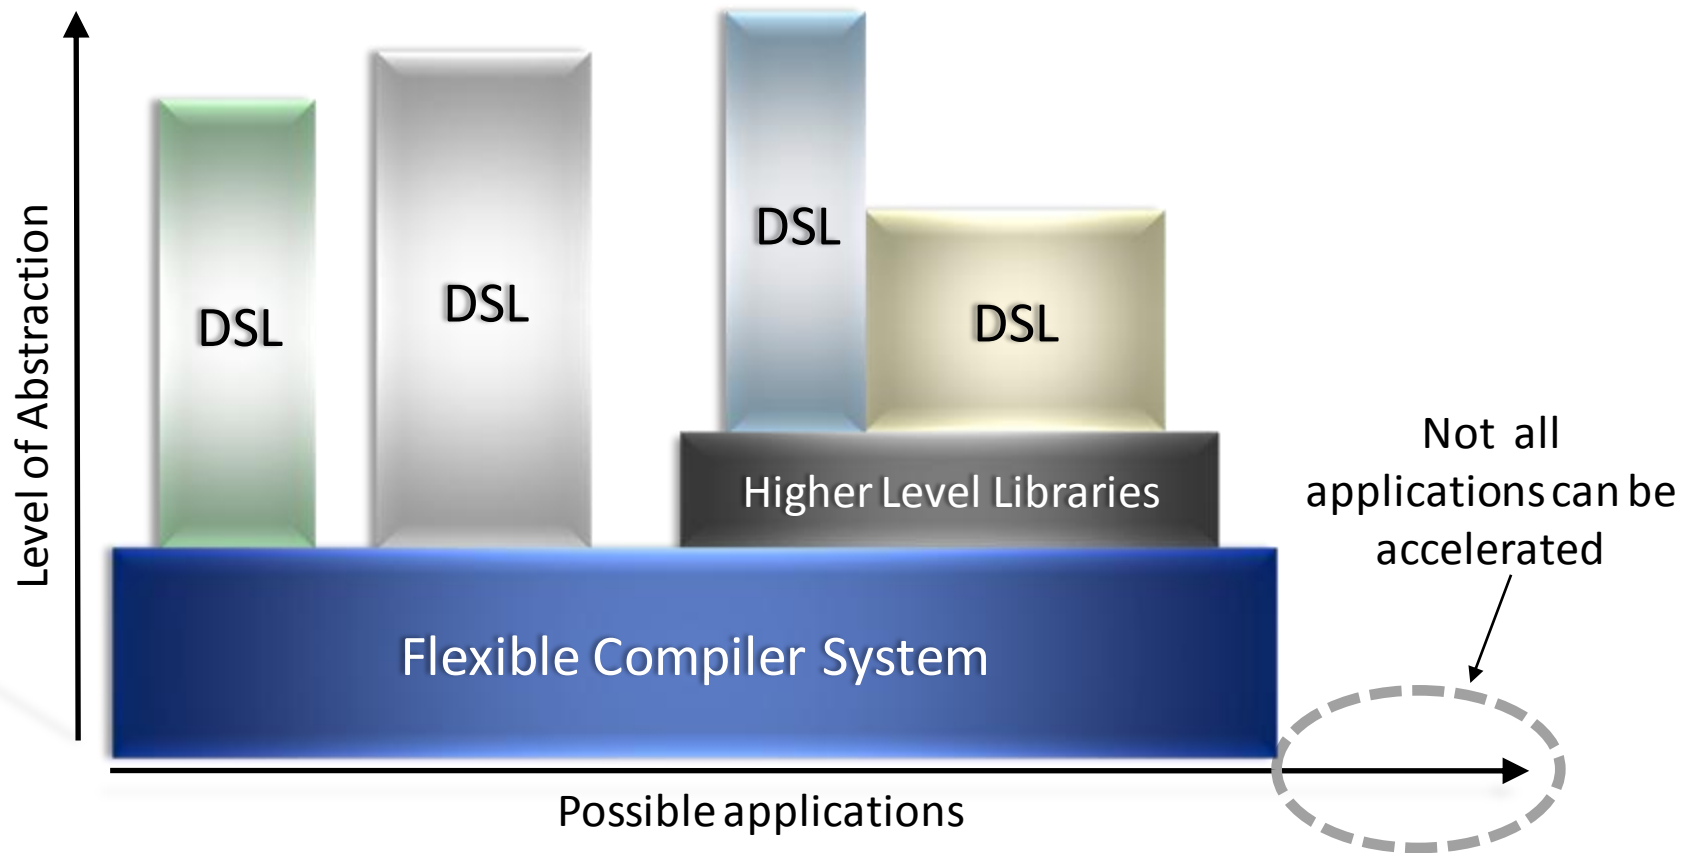 Level of Abstraction
DSL
DSL
DSL
DSL
Higher Level Libraries
Flexible Compiler System
Not all
applications can be
accelerated
Possible applications